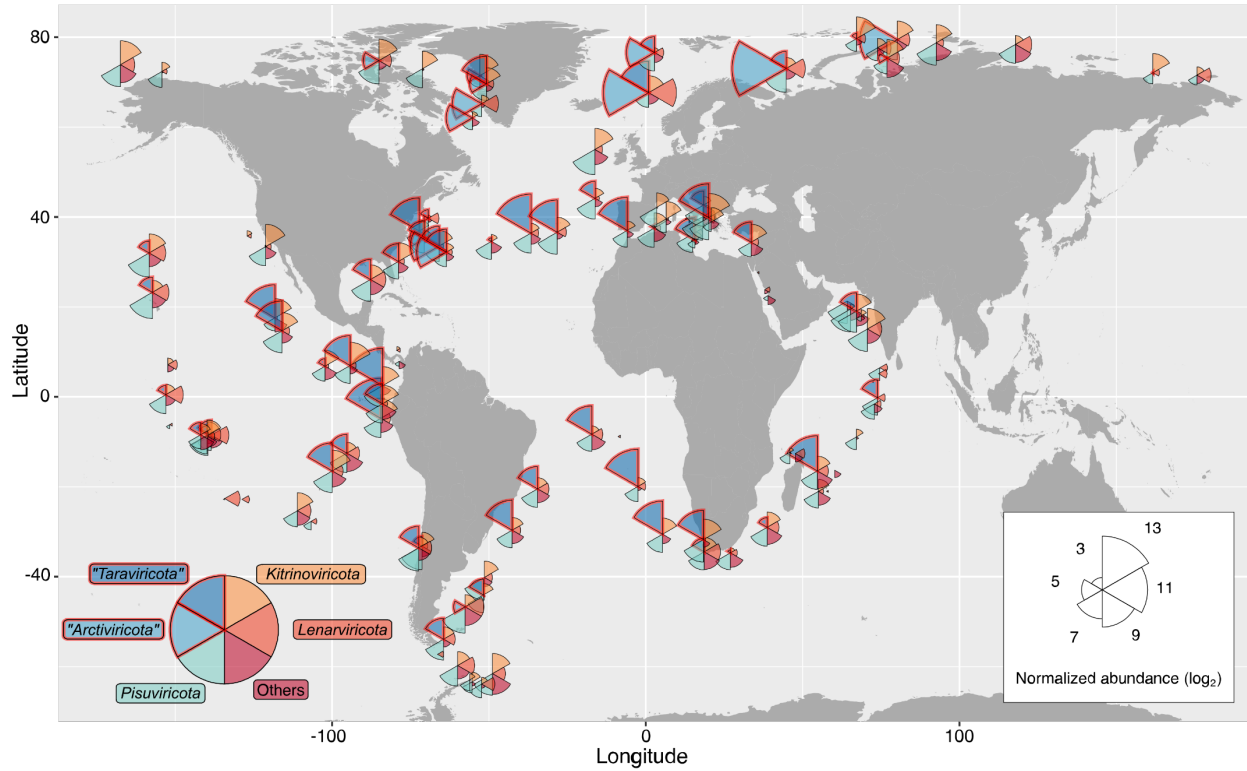 80
40
0
-40
Latitude
-100
0
100
Longitude
"Taraviricota"
Kitrinoviricota
"Arctiviricota"
Lenarviricota
Pisuviricota
Others
13
3
5
11
7
9
Normalized abundance (log₂)